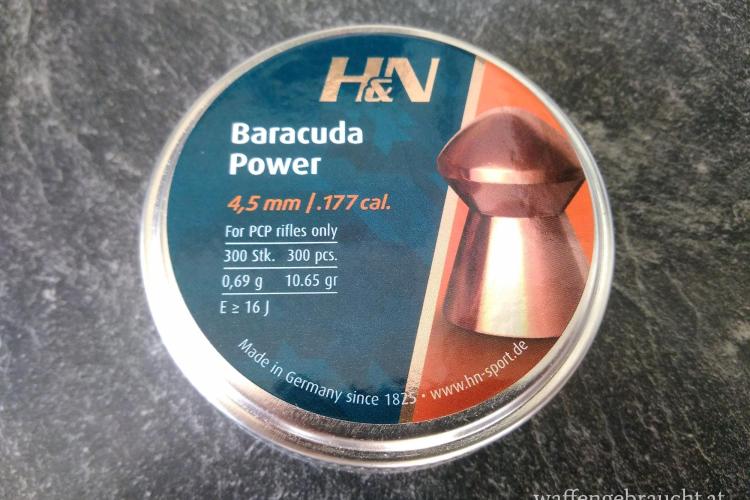 H&N
Baracuda
Power
4,5 mm | .177 cal.
For PCP rifles only
300 Stk. 300 pcs.
0,69 g 10.65 gr
E ≥ 16 J
Made in Germany since 1825 • www.hn-sport.de
waffengebraucht.at